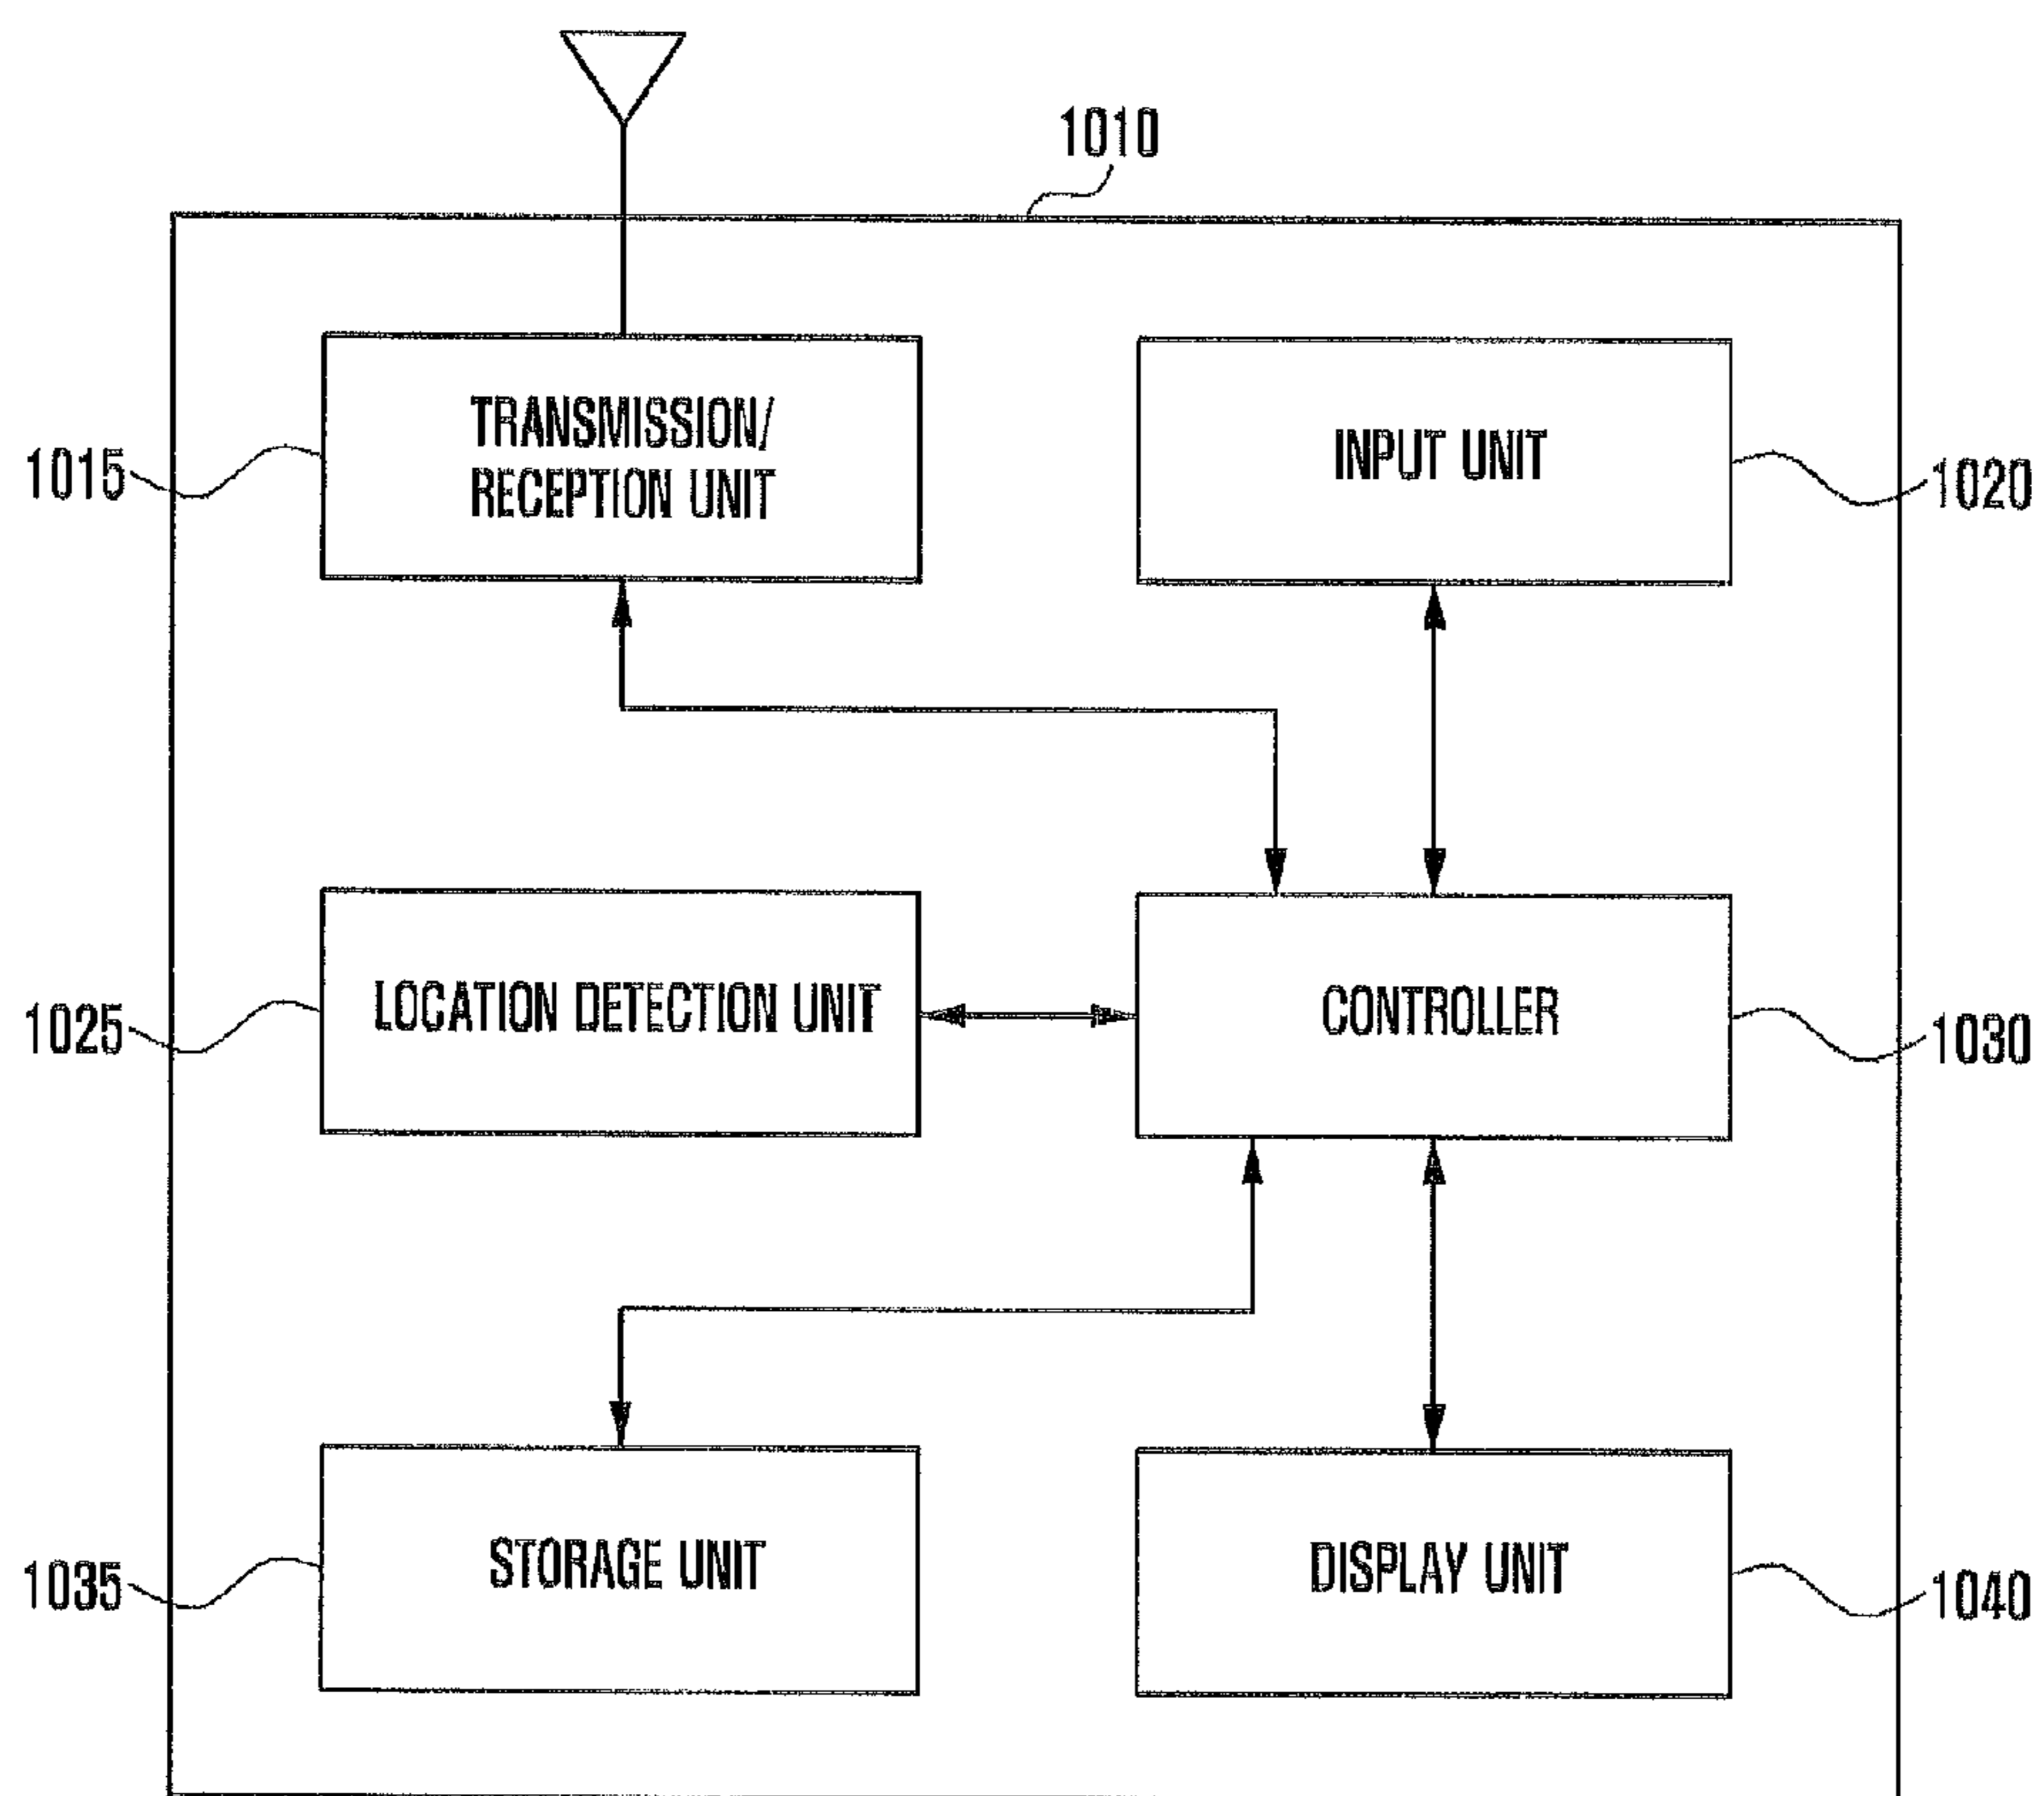 1010
TRANSMISSION/
RECEPTION UNIT
1015
INPUT UNIT
1020
LOCATION DETECTION UNIT
1025
CONTROLLER
1030
STORAGE UNIT
1035
DISPLAY UNIT
1040